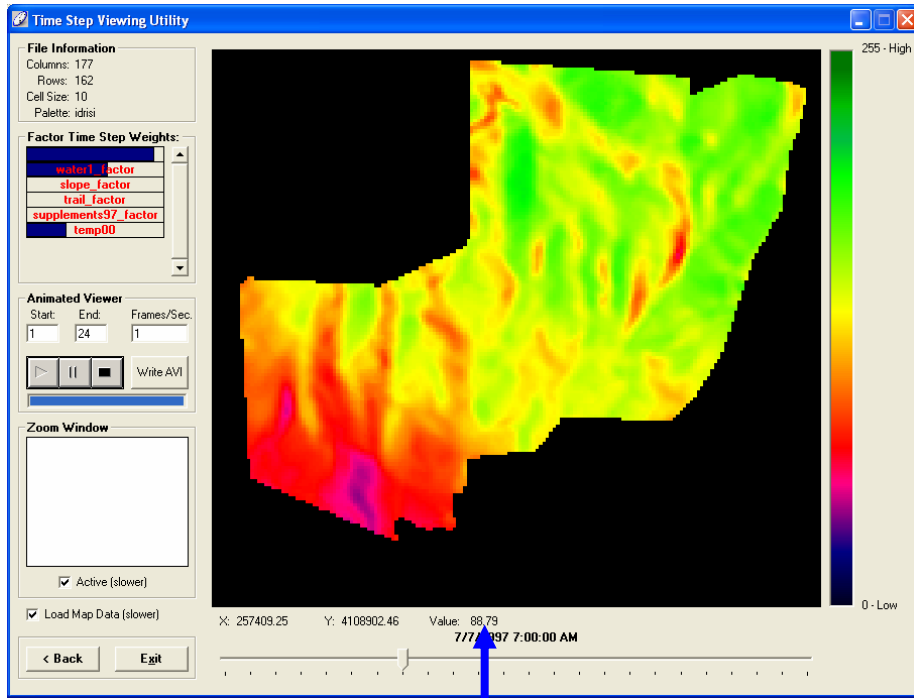 Time Step Viewing Utility
File Information
Columns: 177
Rows: 162
Cell Size: 10
Palette: idrisi
Factor Time Step Weights:
water1_factor
slope_factor
trail_factor
supplements97_factor
temp00
Animated Viewer
Start: End: Frames/Sec.
1 24 1
Write AVI
Zoom Window
Active (slower)
Load Map Data (slower)
< Back Exit
255 - High
0 - Low
X: 257409.25 Y: 4108902.46 Value: 88.79
7/7/1997 7:00:00 AM